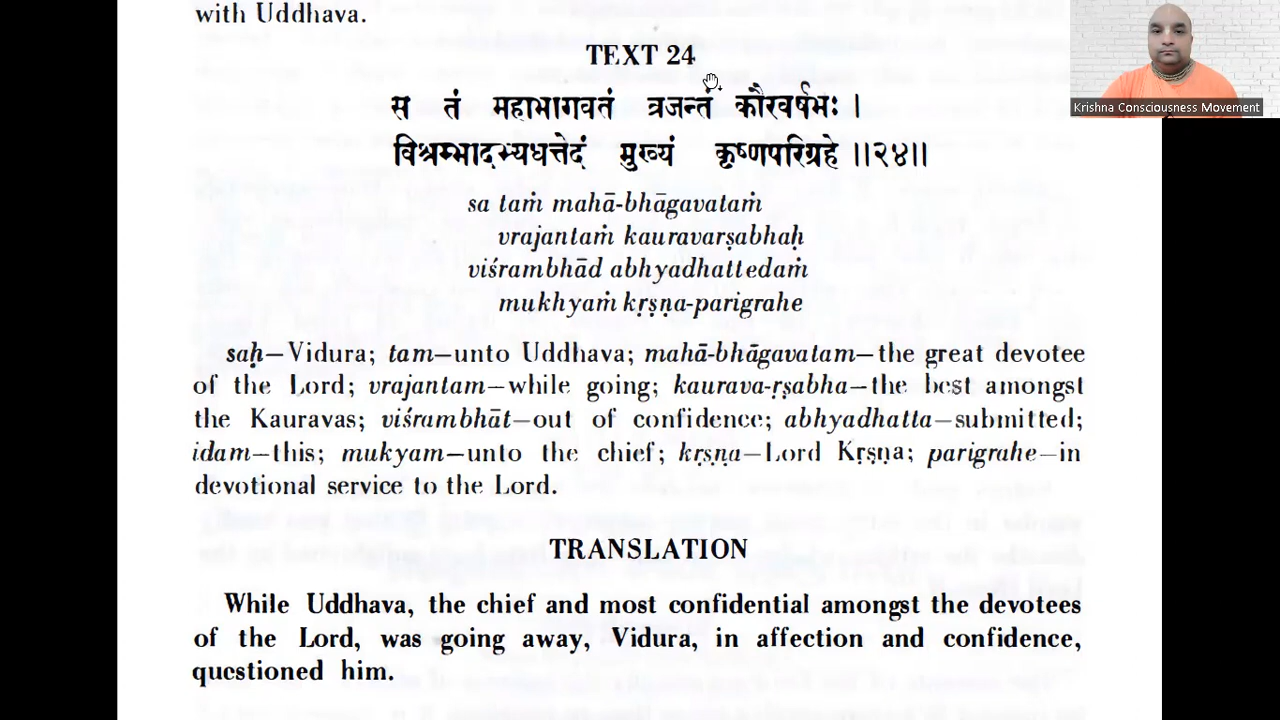 with Uddhava.
Krishna Consciousness Movement
TEXT 24
स तं महाभागवतं व्रजन्तं कौरवर्षभः ।
विश्रम्भादभ्यधत्तेदं मुख्यं कृष्णपरिग्रहे ॥२४॥
sa taṁ mahā-bhāgavataṁ
vrajantaṁ kauravarṣabhaḥ
viśrambhād abhyadhattedaṁ
mukhyaṁ kṛṣṇa-parigrahe
saḥ—Vidura; tam—unto Uddhava; mahā-bhāgavatam—the great devotee
of the Lord; vrajantam—while going; kaurava-ṛṣabha—the best amongst
the Kauravas; viśrambhāt—out of confidence; abhyadhatta—submitted;
idam—this; mukyam—unto the chief; kṛṣṇa—Lord Kṛṣṇa; parigrahe—in
devotional service to the Lord.
TRANSLATION
While Uddhava, the chief and most confidential amongst the devotees
of the Lord, was going away, Vidura, in affection and confidence,
questioned him.